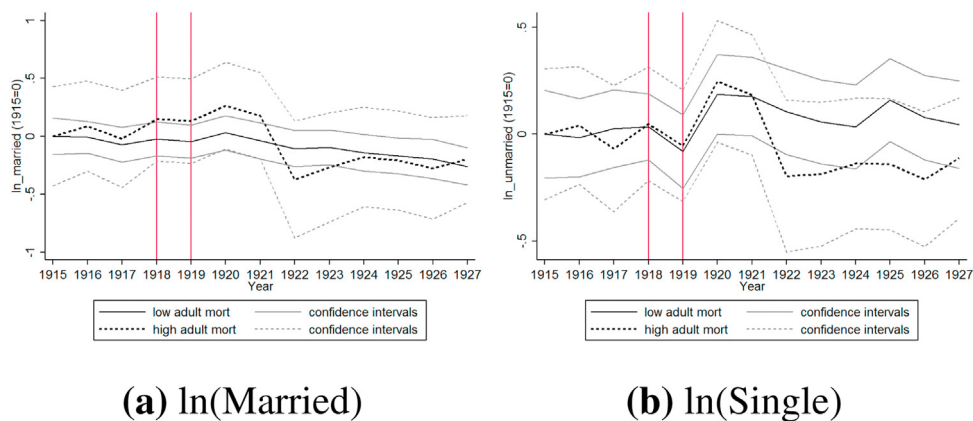 ln_married (1915=0)
1
.5
0
-.5
-1
1915 1916 1917 1918 1919 1920 1921 1922 1923 1924 1925 1926 1927
Year
low adult mort confidence intervals
high adult mort confidence intervals
(a) ln(Married)
ln_unmarried (1915=0)
.5
0
-.5
1915 1916 1917 1918 1919 1920 1921 1922 1923 1924 1925 1926 1927
Year
low adult mort confidence intervals
high adult mort confidence intervals
(b) ln(Single)